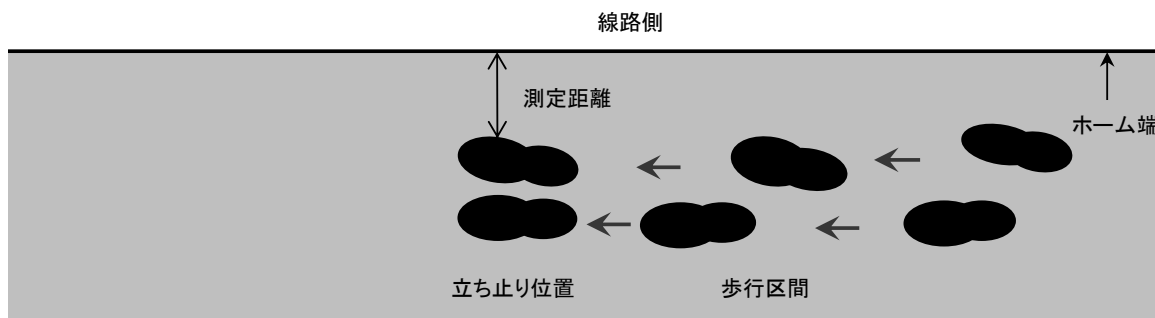 線路側
測定距離
ホーム端
立ち止り位置
歩行区間